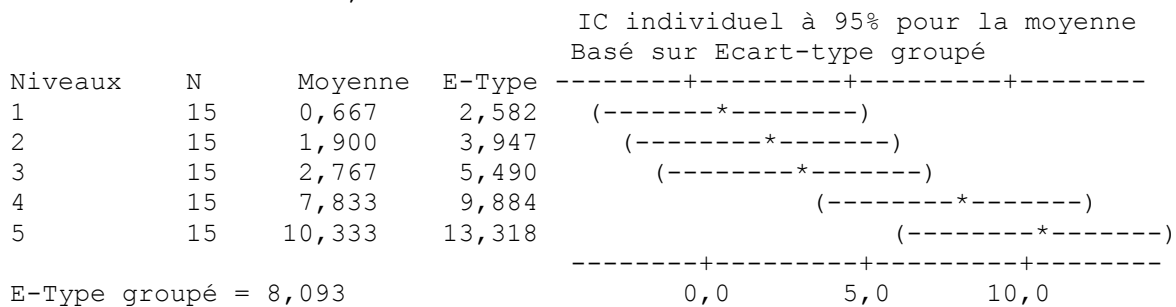 IC individuel à 95% pour la moyenne
Basé sur Ecart-type groupé
Niveaux N Moyenne E-Type --------+---------+---------+--------
1 15 0,667 2,582 (-------*--------)
2 15 1,900 3,947 (--------*-------)
3 15 2,767 5,490 (--------*-------)
4 15 7,833 9,884 (--------*-------)
5 15 10,333 13,318 (--------*-------)
--------+---------+---------+--------
E-Type groupé = 8,093 0,0 5,0 10,0